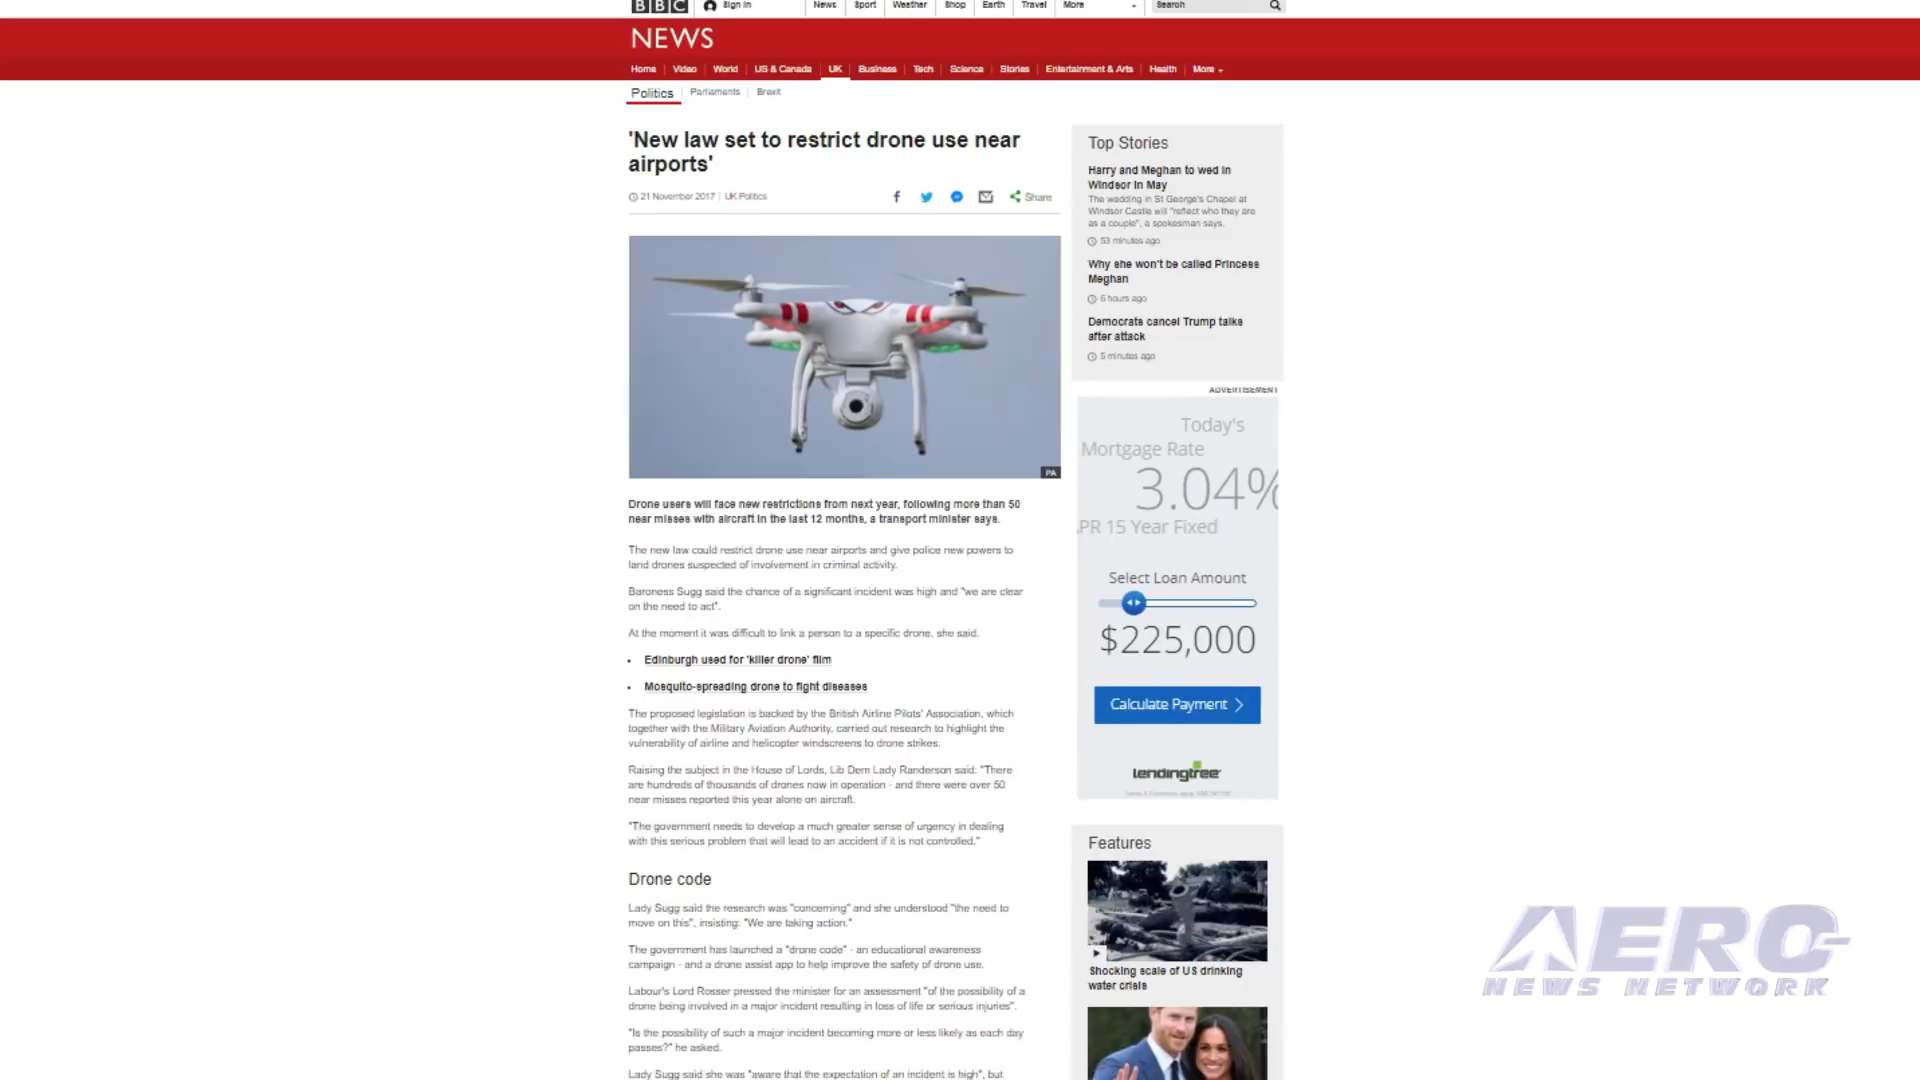 BBC Sign in News Sport Weather Shop Earth Travel More Search
NEWS
Home Video World US & Canada UK Business Tech Science Stories Entertainment & Arts Health More
Politics Parliaments Brexit
'New law set to restrict drone use near
airports'
21 November 2017 UK Politics
Share
PA
Drone users will face new restrictions from next year, following more than 50
near misses with aircraft in the last 12 months, a transport minister says.
The new law could restrict drone use near airports and give police new powers to
land drones suspected of involvement in criminal activity.
Baroness Sugg said the chance of a significant incident was high and "we are clear
on the need to act".
At the moment it was difficult to link a person to a specific drone, she said.
Edinburgh used for 'killer drone' film
Mosquito-spreading drone to fight diseases
The proposed legislation is backed by the British Airline Pilots' Association, which
together with the Military Aviation Authority, carried out research to highlight the
vulnerability of airline and helicopter windscreens to drone strikes.
Raising the subject in the House of Lords, Lib Dem Lady Randerson said: "There
are hundreds of thousands of drones now in operation - and there were over 50
near misses reported this year alone on aircraft.
"The government needs to develop a much greater sense of urgency in dealing
with this serious problem that will lead to an accident if it is not controlled."
Drone code
Lady Sugg said the research was "concerning" and she understood "the need to
move on this", insisting: "We are taking action."
The government has launched a "drone code" - an educational awareness
campaign - and a drone assist app to help improve the safety of drone use.
Labour's Lord Rosser pressed the minister for an assessment "of the possibility of a
drone being involved in a major incident resulting in loss of life or serious injuries".
"Is the possibility of such a major incident becoming more or less likely as each day
passes?" he asked.
Lady Sugg said she was "aware that the expectation of an incident is high", but
Top Stories
Harry and Meghan to wed in
Windsor in May
The wedding in St George's Chapel at
Windsor Castle will "reflect who they are
as a couple", a spokesman says.
53 minutes ago
Why she won't be called Princess
Meghan
6 hours ago
Democrats cancel Trump talks
after attack
5 minutes ago
ADVERTISEMENT
Today's
Mortgage Rate
3.04%
PR 15 Year Fixed
Select Loan Amount
$225,000
Calculate Payment
lendingtree
Features
Shocking scale of US drinking
water crisis
AERO
NEWS NETWORK